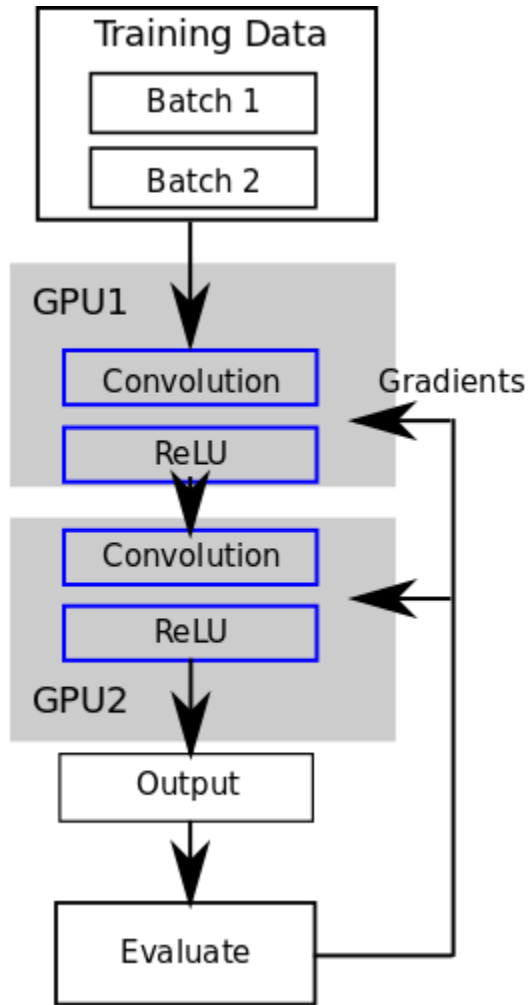 Training Data
Batch 1
Batch 2
GPU1
Convolution
Gradients
ReLU
Convolution
ReLU
GPU2
Output
Evaluate